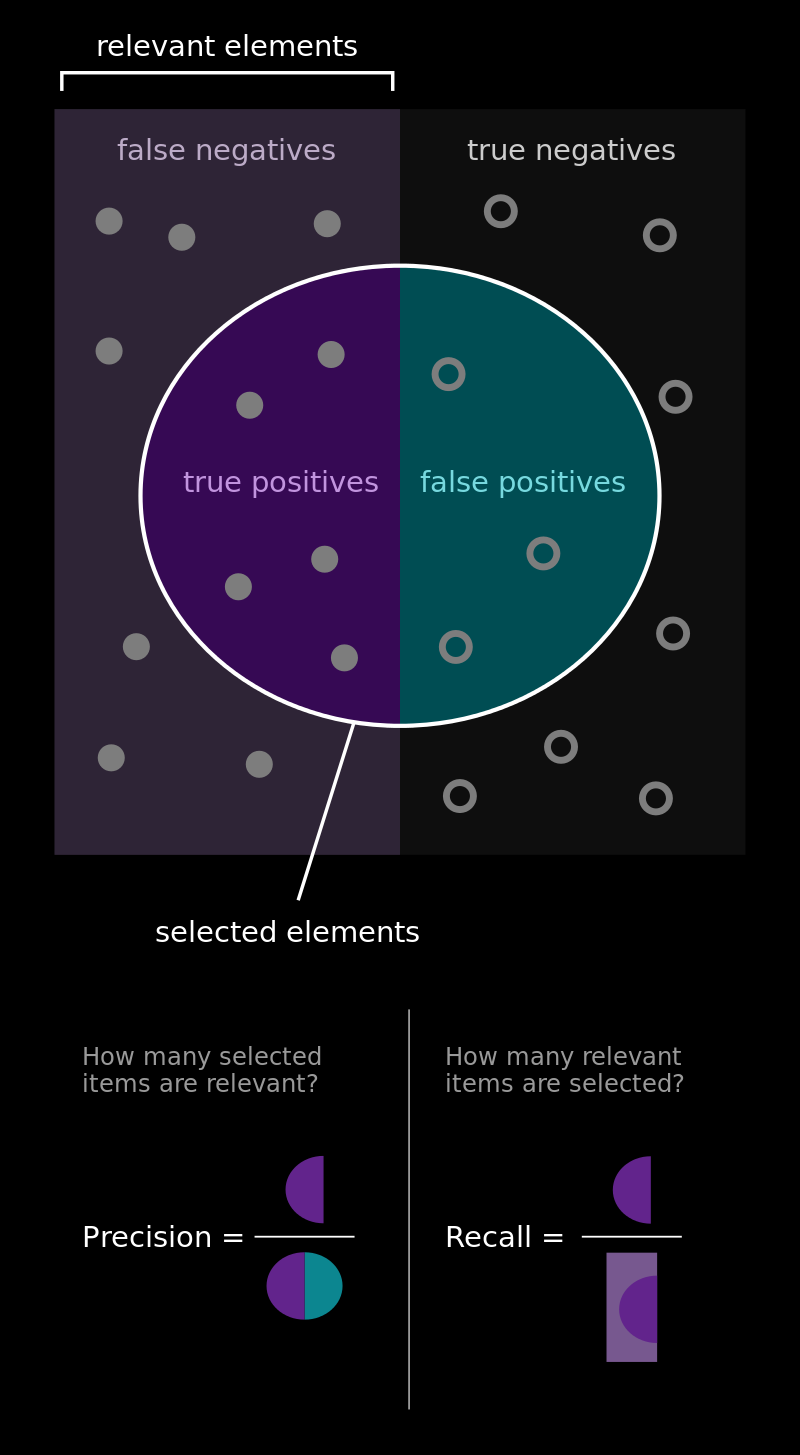 relevant elements
false negatives
true negatives
true positives
false positives
selected elements
How many selected
items are relevant?
How many relevant
items are selected?
Precision =
Recall =